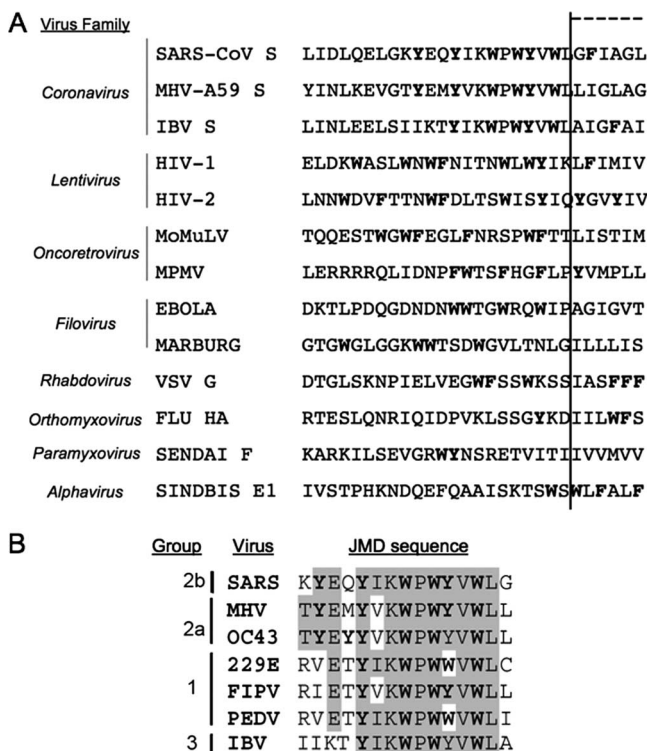 A Virus Family
Coronavirus
SARS-CoV S LIDLQELGKYEQYIKWPWYVWLGFIAGL
MHV-A59 S YINLKEVGTYEMYVKWPWYVWLLIGLAG
IBV S LINLEELSIIKTYIKWPWYVWLAIGFAI
Lentivirus
HIV-1 ELDKWASLWNWFNITNWLWYIKLFIMIV
HIV-2 LNNWDVFTTNWFDLTSWISYIQYGVYIV
Oncoretrovirus
MoMuLV TQQESTWGWFEGLFNRSPWFTTLISTIM
MPMV LERRRRQLIDNPFWTSFHGFLPYVMPLL
Filovirus
EBOLA DKTLPDQGDNDNWWTGWRQWIPAGIGVT
MARBURG GTGWGLGGKWWTSDWGVLTNLGILLLIS
Rhabdovirus VSV G DTGLSKNPIELVEGWFSSWKSSIASFFF
Orthomyxovirus FLU HA RTESLQNRIQIDPVKLSSGYKDIILWFS
Paramyxovirus SENDAI F KARKILSEVGRWYNSRETVITIIVVMVV
Alphavirus SINDBIS E1 IVSTPHKNDQEFQAAISKTSWSWLFALF
B Group Virus JMD sequence
2b SARS KYEQYIKWPWYVWLG
2a
MHV TYEMYVKWPWYVWLL
OC43 TYEYYVKWPWYVWLL
1
229E RVETYIKWPWWVWLC
FIPV RIETYVKWPWYVWLL
PEDV RVETYIKWPWWVWLI
3 IBV IIKTYIKWPWYVWLA